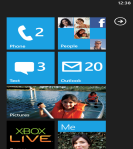 12:38
2
Phone
People
3
Text
20
Outlook
Pictures
XBOX
LIVE
Me